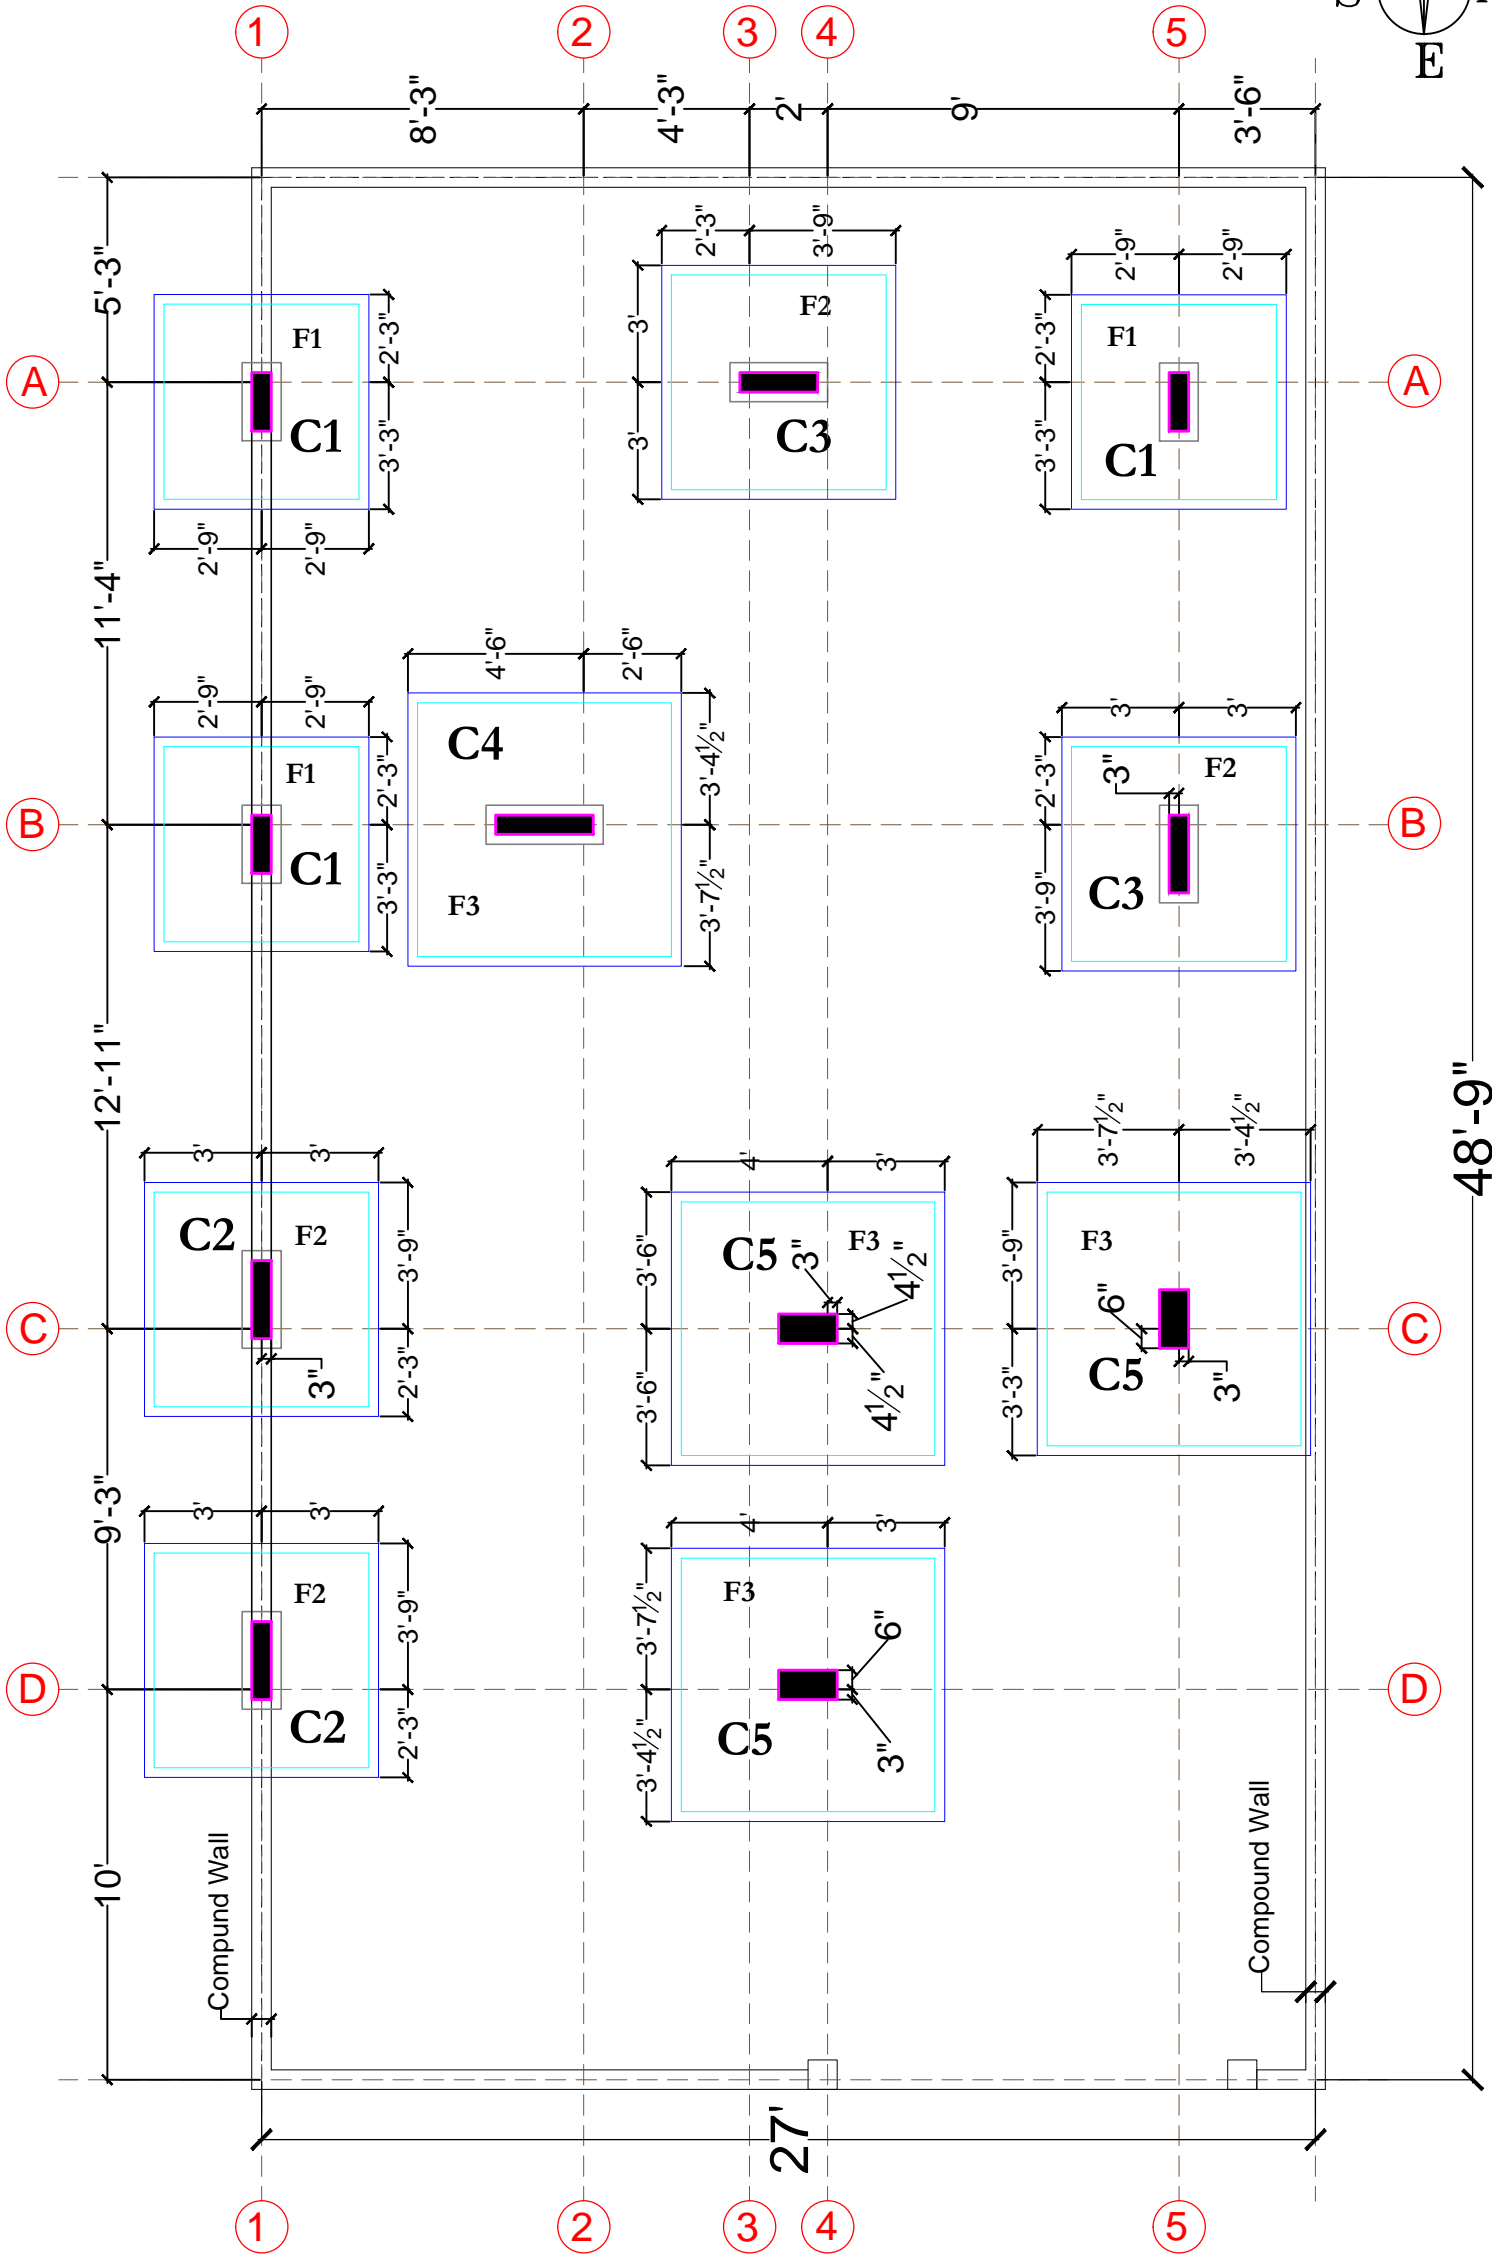 S
E
1
2
3
4
5
8'-3"
4'-3"
2'
9'
3'-6"
5'-3"
11'-4"
12'-11"
9'-3"
10'
48'-9"
27'
A
A
F1
C1
2'-3"
3'-3"
2'-9"
2'-9"
2'-3"
3'-9"
3'
3'
F2
C3
2'-9"
2'-9"
2'-3"
3'-3"
F1
C1
B
B
2'-9"
2'-9"
F1
C1
2'-3"
3'-3"
4'-6"
2'-6"
C4
F3
3'-4½"
3'-7½"
3'
3'
2'-3"
3'-9"
3"
F2
C3
C
C
3'
3'
C2
F2
3'-9"
2'-3"
3"
4'
3'
3'-6"
3'-6"
C5
3"
F3
4½"
4½"
3'-7½"
3'-4½"
3'-9"
3'-3"
F3
6"
C5
3"
D
D
3'
3'
F2
C2
3'-9"
2'-3"
4'
3'
3'-7½"
3'-4½"
F3
6"
C5
3"
Compund Wall
Compound Wall
1
2
3
4
5